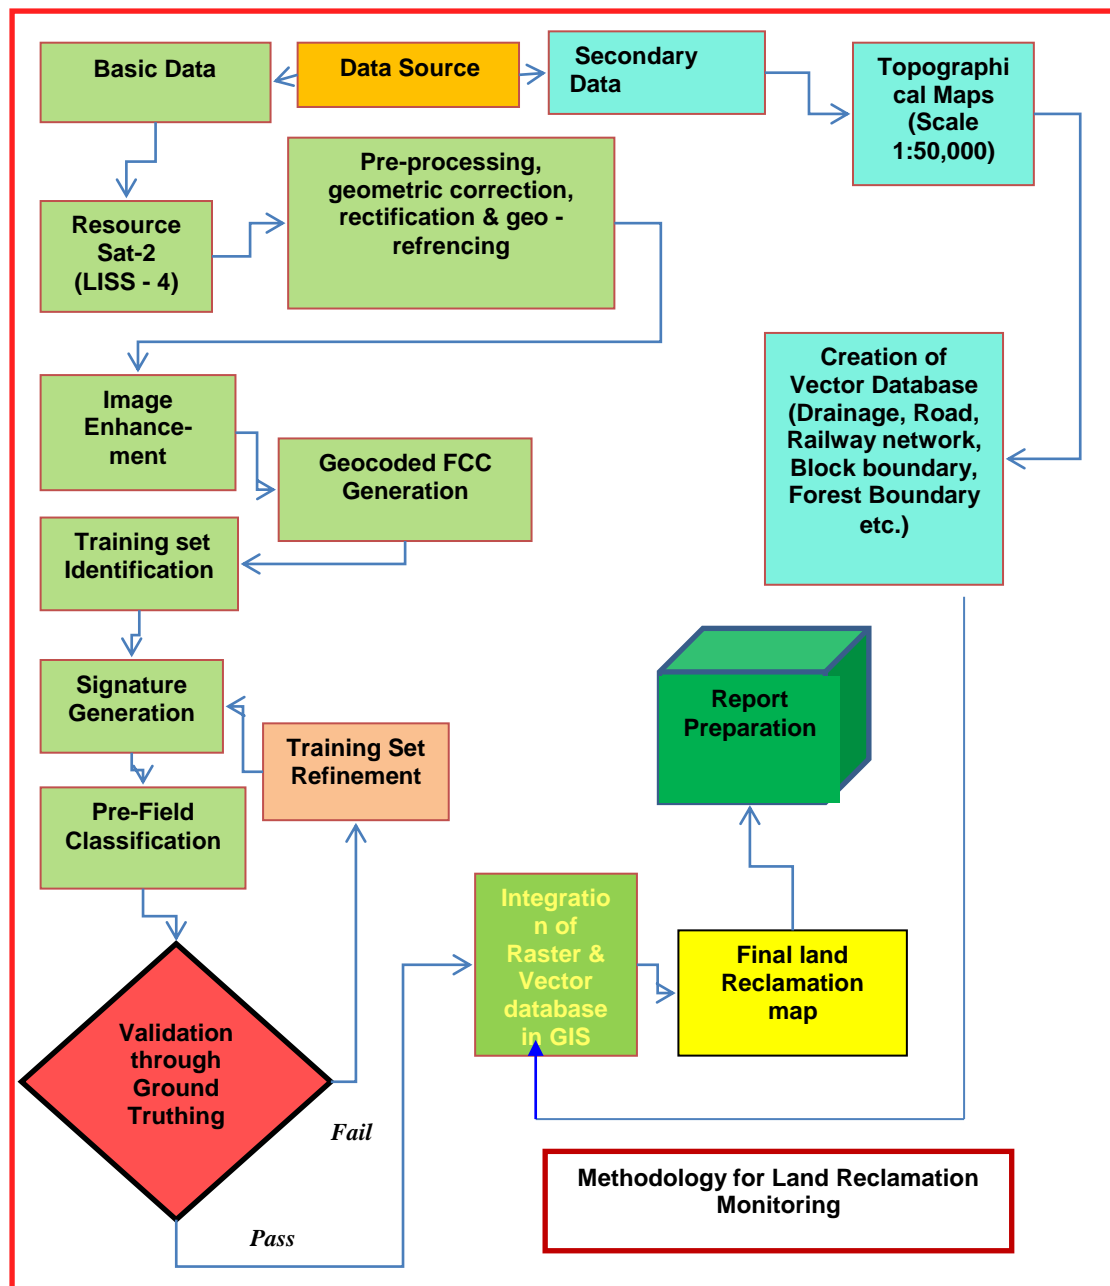 Basic Data
Data Source
Secondary
Data
Topographi
cal Maps
(Scale
1:50,000)
Resource
Sat-2
(LISS - 4)
Pre-processing,
geometric correction,
rectification & geo -
refrencing
Image
Enhance-
ment
Geocoded FCC
Generation
Creation of
Vector Database
(Drainage, Road,
Railway network,
Block boundary,
Forest Boundary
etc.)
Training set
Identification
Signature
Generation
Training Set
Refinement
Report
Preparation
Pre-Field
Classification
Validation
through
Ground
Truthing
Fail
Pass
Integratio
n of
Raster &
Vector
database
in GIS
Final land
Reclamation
map
Methodology for Land Reclamation
Monitoring